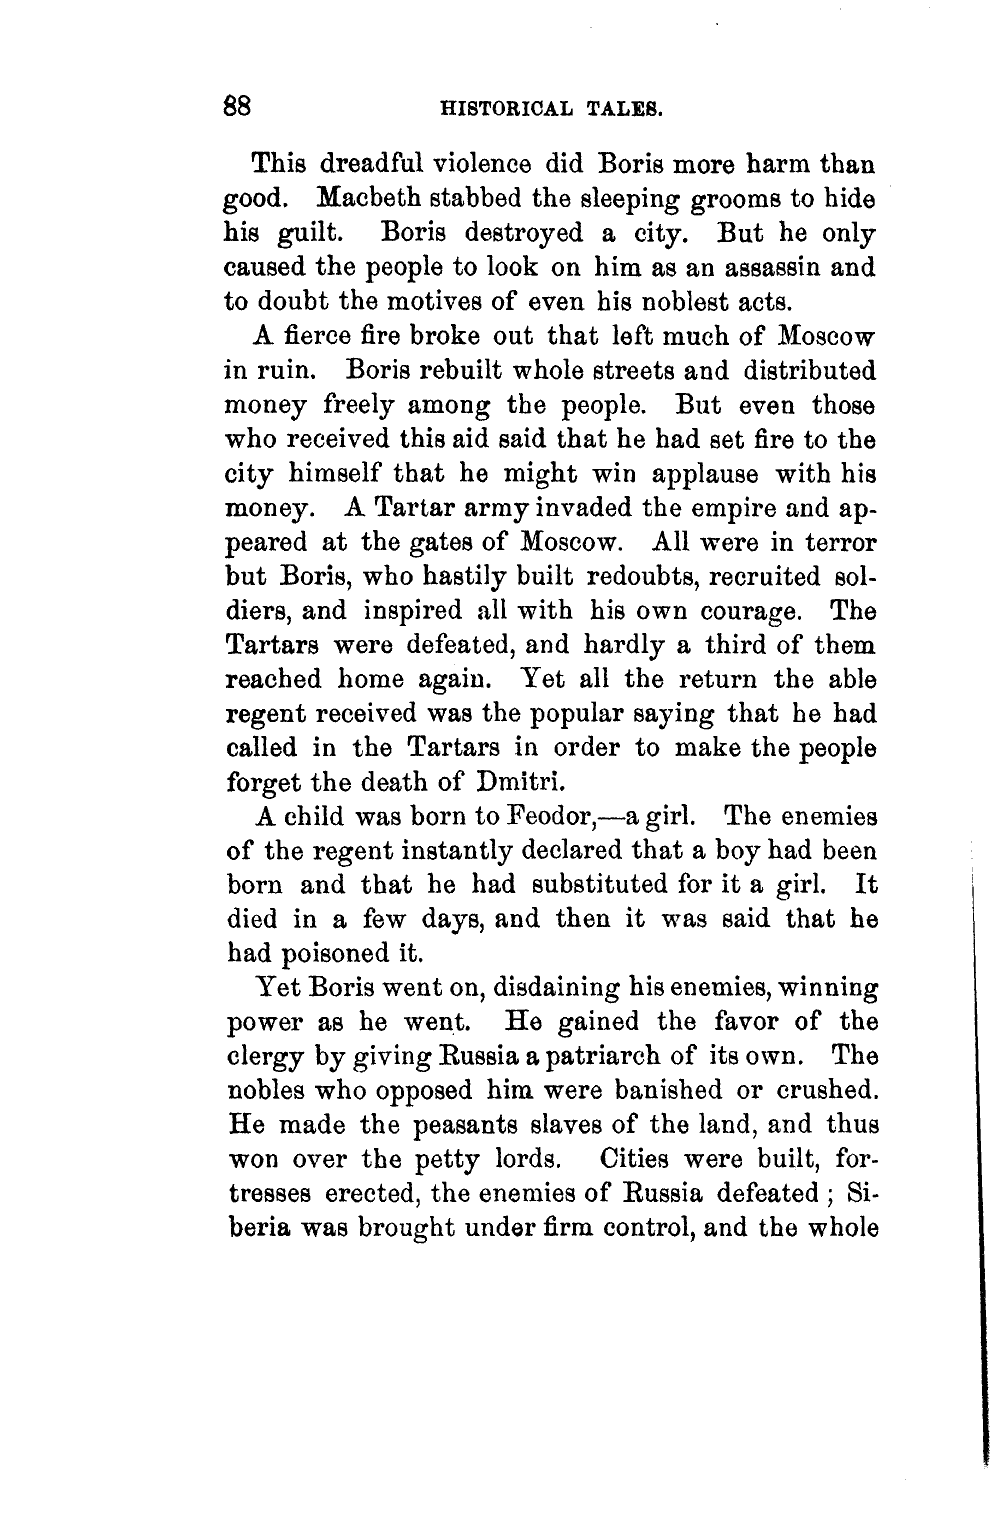 88 HISTORICAL TALES.
This dreadful violence did Boris more harm than
good. Macbeth stabbed the sleeping grooms to hide
his guilt. Boris destroyed a city. But he only
caused the people to look on him as an assassin and
to doubt the motives of even his noblest acts.
A fierce fire broke out that left much of Moscow
in ruin. Boris rebuilt whole streets and distributed
money freely among the people. But even those
who received this aid said that he had set fire to the
city himself that he might win applause with his
money. A Tartar army invaded the empire and ap-
peared at the gates of Moscow. All were in terror
but Boris, who hastily built redoubts, recruited sol-
diers, and inspired all with his own courage. The
Tartars were defeated, and hardly a third of them
reached home again. Yet all the return the able
regent received was the popular saying that he had
called in the Tartars in order to make the people
forget the death of Dmitri.
A child was born to Feodor,—a girl. The enemies
of the regent instantly declared that a boy had been
born and that he had substituted for it a girl. It
died in a few days, and then it was said that he
had poisoned it.
Yet Boris went on, disdaining his enemies, winning
power as he went. He gained the favor of the
clergy by giving Russia a patriarch of its own. The
nobles who opposed him were banished or crushed.
He made the peasants slaves of the land, and thus
won over the petty lords. Cities were built, for-
tresses erected, the enemies of Russia defeated ; Si-
beria was brought under firm control, and the whole